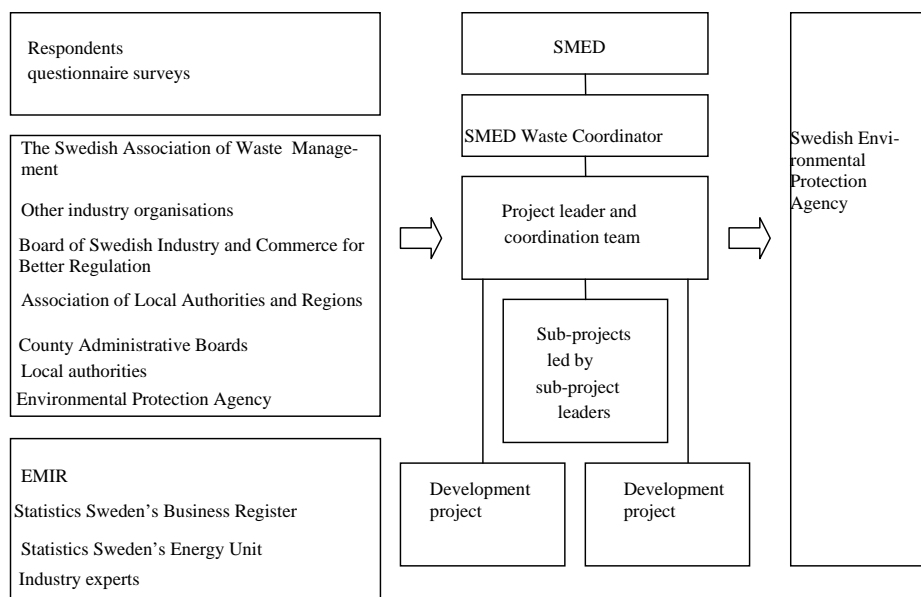 Respondents
questionnaire surveys
The Swedish Association of Waste Manage-
ment
Other industry organisations
Board of Swedish Industry and Commerce for
Better Regulation
Association of Local Authorities and Regions
County Administrative Boards
Local authorities
Environmental Protection Agency
EMIR
Statistics Sweden's Business Register
Statistics Sweden's Energy Unit
Industry experts
SMED
SMED Waste Coordinator
Project leader and
coordination team
Sub-projects
led by
sub-project
leaders
Development
project
Development
project
Swedish Envi-
ronmental
Protection
Agency